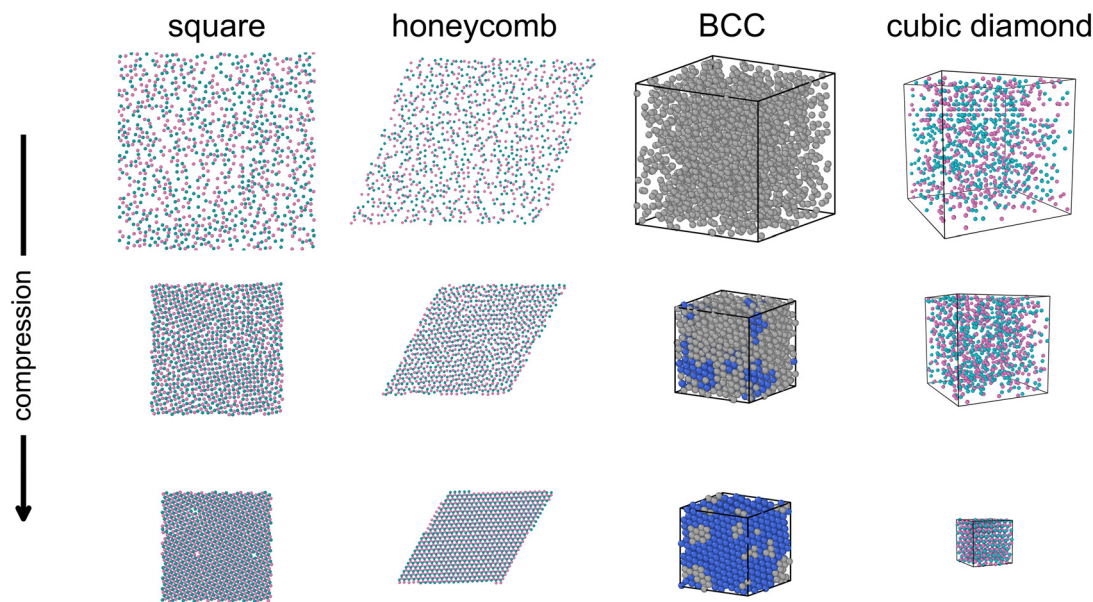 square
honeycomb
BCC
cubic diamond
compression